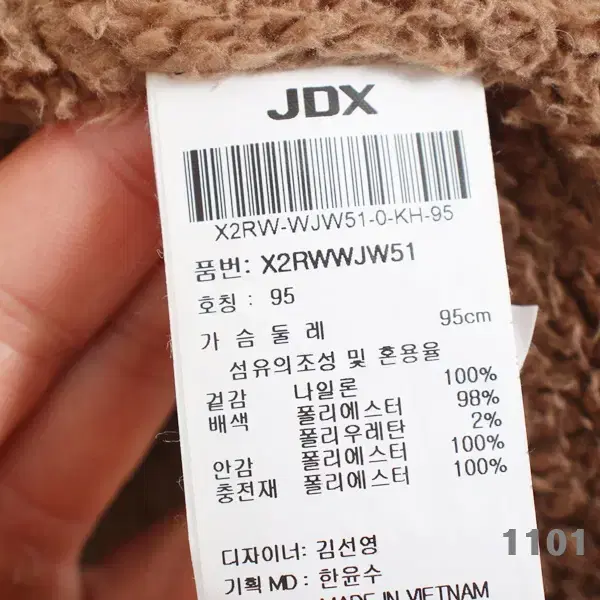 JDX
X2RW-WJW51-0-KH-95
품번: X2RWWJW51
호칭 : 95
가 슴 둘 레 95cm
섬유의조성 및 혼용율
겉감 나일론 100%
배색 폴리에스터 98%
폴리우레탄 2%
안감 폴리에스터 100%
충전재 폴리에스터 100%
디자이너: 김선영
기획 MD : 한윤수
MADE IN VIETNAM
1101